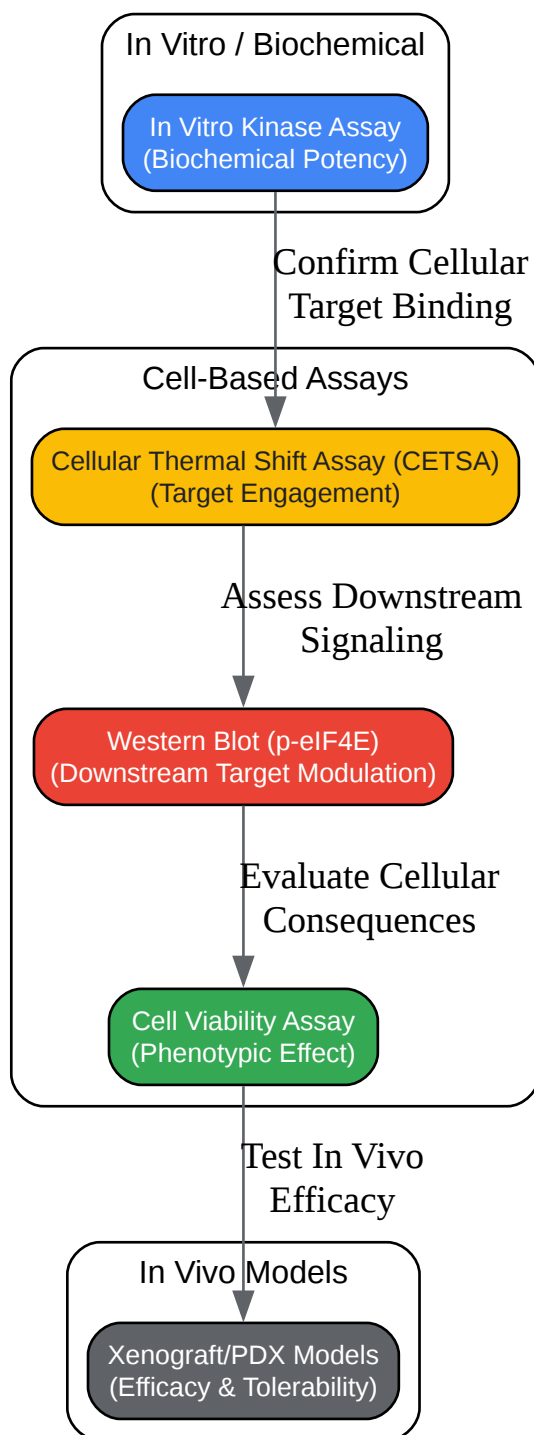 In Vitro / Biochemical
In Vitro Kinase Assay
(Biochemical Potency)
Confirm Cellular
Target Binding
Cell-Based Assays
Cellular Thermal Shift Assay (CETSA)
(Target Engagement)
Assess Downstream
Signaling
Western Blot (p-eIF4E)
(Downstream Target Modulation)
Evaluate Cellular
Consequences
Cell Viability Assay
(Phenotypic Effect)
Test In Vivo
Efficacy
In Vivo Models
Xenograft/PDX Models
(Efficacy & Tolerability)